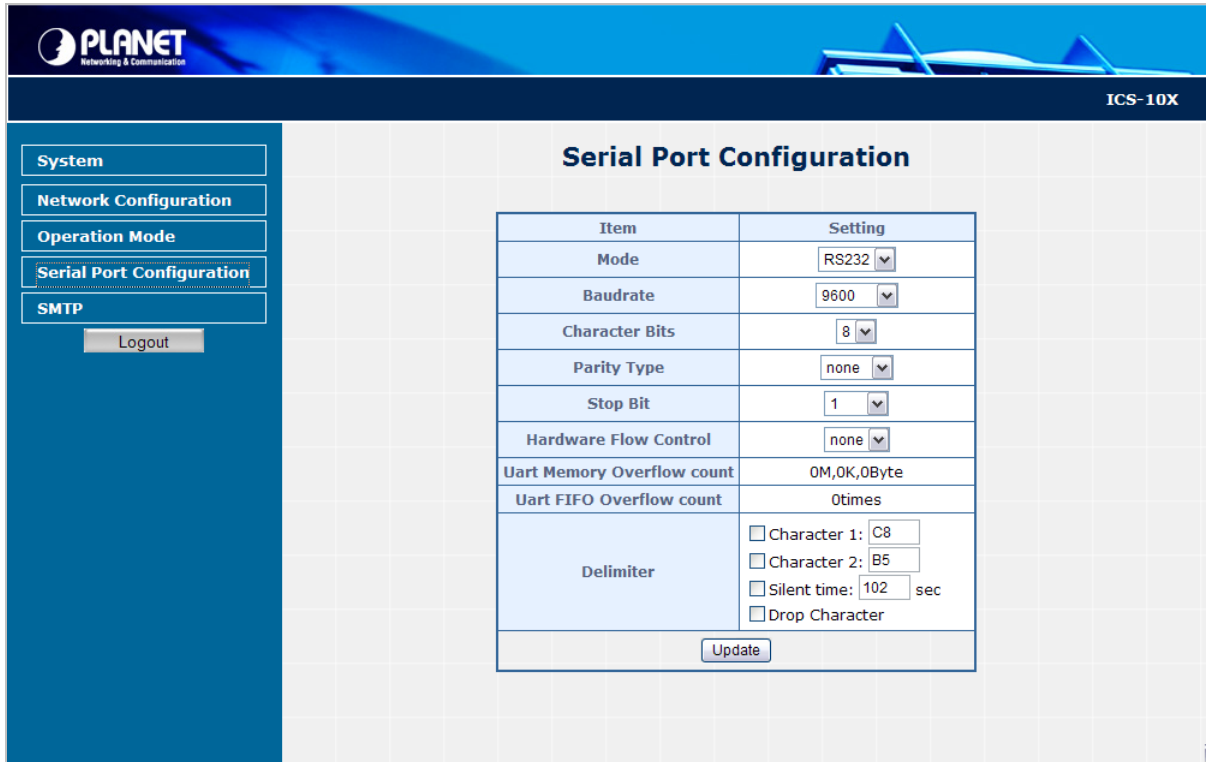 PLANET
Networking & Communication
ICS-10X
System
Network Configuration
Operation Mode
Serial Port Configuration
SMTP
Logout
Serial Port Configuration
Item Setting
Mode RS232
Baudrate 9600
Character Bits 8
Parity Type none
Stop Bit 1
Hardware Flow Control none
Uart Memory Overflow count 0M,0K,0Byte
Uart FIFO Overflow count 0times
Delimiter
Character 1: C8
Character 2: B5
Silent time: 102 sec
Drop Character
Update